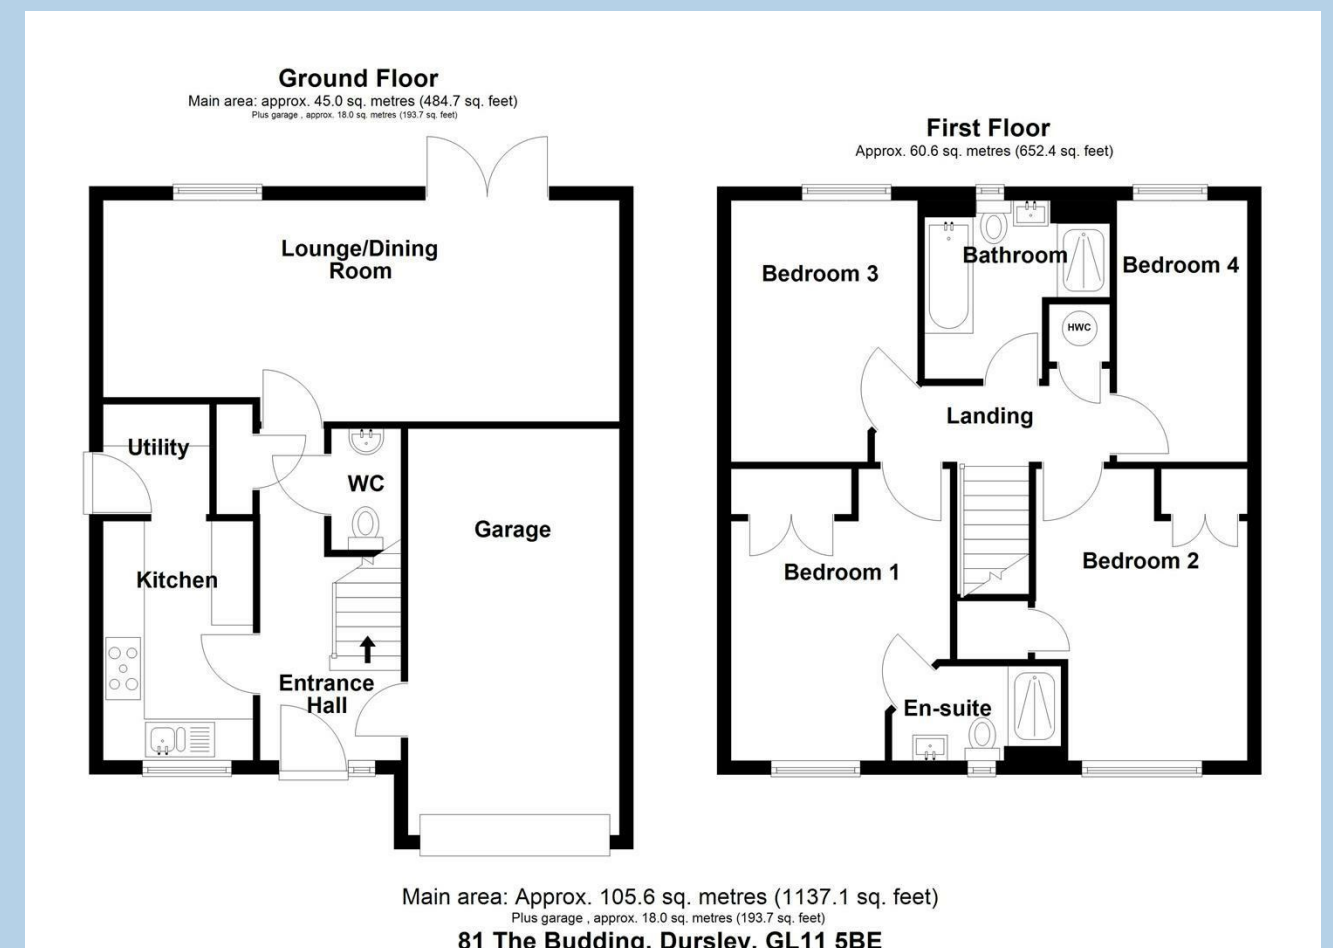 Ground Floor
Main area: approx. 45.0 sq. metres (484.7 sq. feet)
Plus garage , approx. 18.0 sq. metres (193.7 sq. feet)
Lounge/Dining
Room
Utility
WC
Garage
Kitchen
Entrance
Hall
First Floor
Approx. 60.6 sq. metres (652.4 sq. feet)
Bedroom 3
Bathroom
Bedroom 4
HWC
Landing
Bedroom 1
Bedroom 2
En-suite
Main area: Approx. 105.6 sq. metres (1137.1 sq. feet)
Plus garage , approx. 18.0 sq. metres (193.7 sq. feet)
81 The Budding, Dursley, GL11 5BE